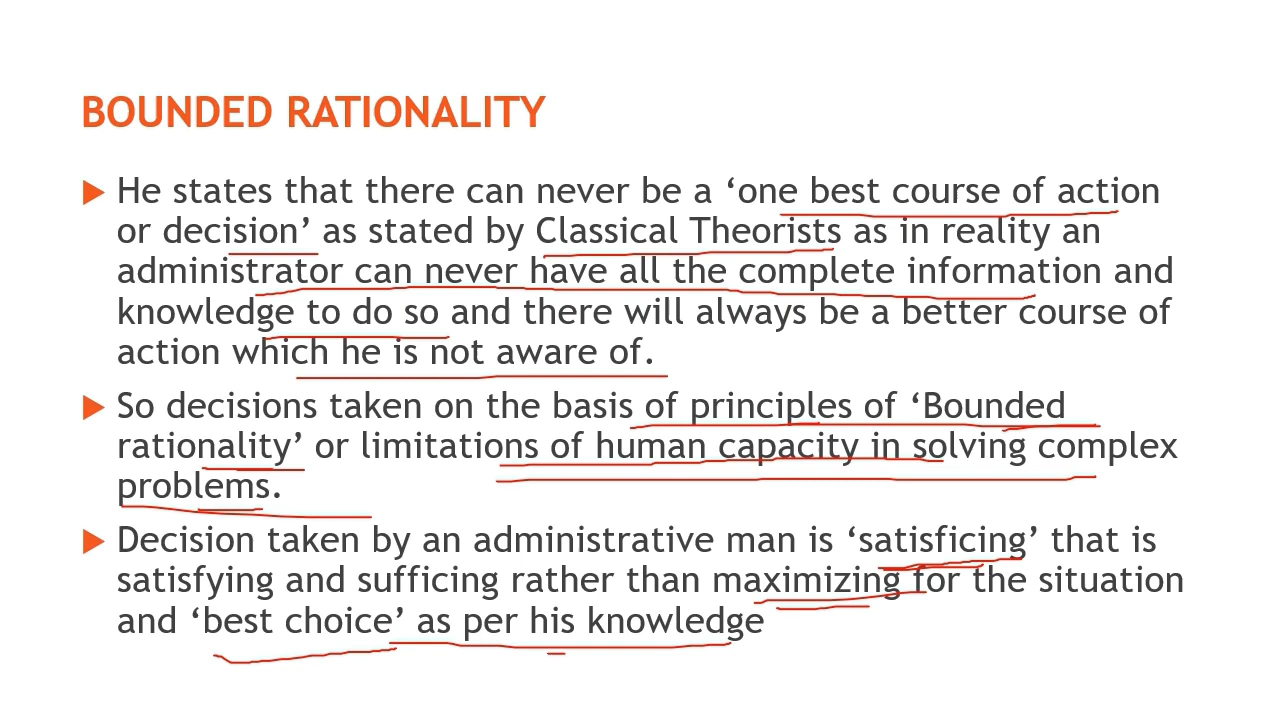 BOUNDED RATIONALITY
He states that there can never be a ‘one best course of action
or decision’ as stated by Classical Theorists as in reality an
administrator can never have all the complete information and
knowledge to do so and there will always be a better course of
action which he is not aware of.
So decisions taken on the basis of principles of ‘Bounded
rationality’ or limitations of human capacity in solving complex
problems.
Decision taken by an administrative man is ‘satisficing’ that is
satisfying and sufficing rather than maximizing for the situation
and ‘best choice’ as per his knowledge